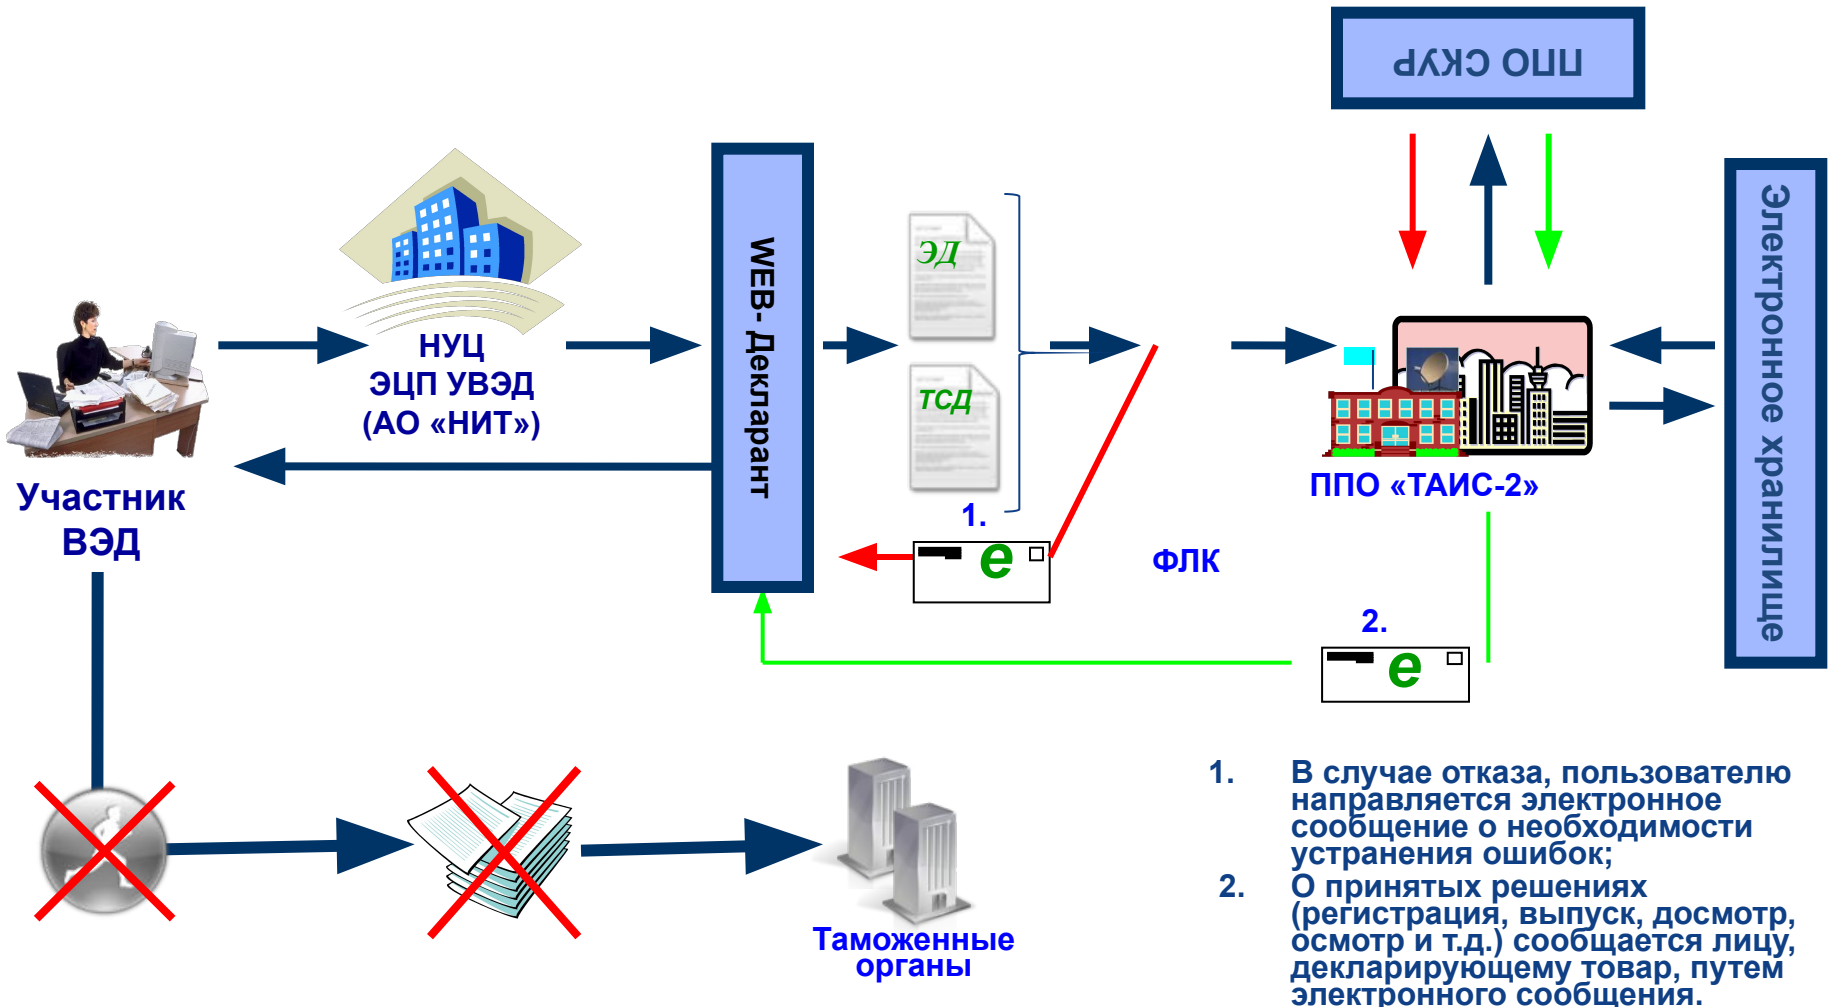 ППО СКУР
Электронное хранилище
WEB- Декларант
ЭД
ТСД
НУЦ
ЭЦП УВЭД
(АО «НИТ»)
Участник
ВЭД
ППО «ТАИС-2»
1.
e
ФЛК
2.
e
Таможенные
органы
1. В случае отказа, пользователю
направляется электронное
сообщение о необходимости
устранения ошибок;
2. О принятых решениях
(регистрация, выпуск, досмотр,
осмотр и т.д.) сообщается лицу,
декларирующему товар, путем
электронного сообщения.